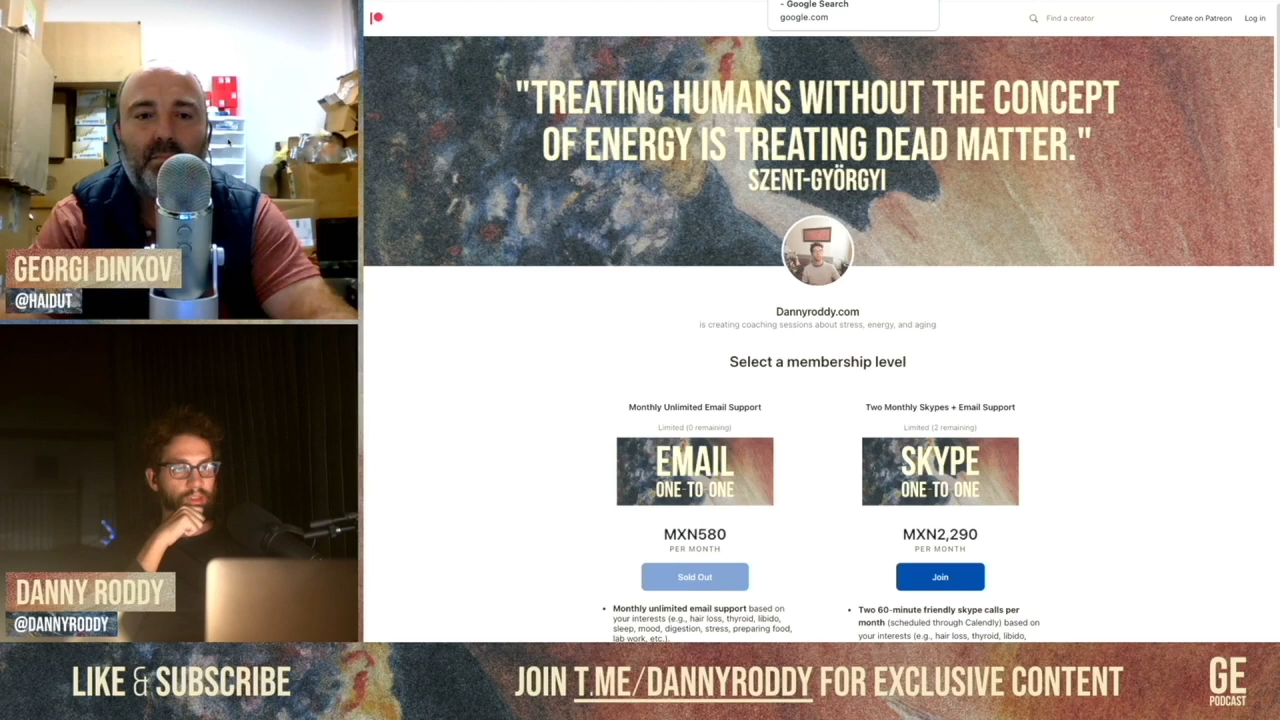 - Google Search
google.com
Find a creator
Create on Patreon
Log in
"TREATING HUMANS WITHOUT THE CONCEPT
OF ENERGY IS TREATING DEAD MATTER."
SZENT-GYÖRGYI
GEORGI DINKOV
@HAIDUT
Dannyroddy.com
is creating coaching sessions about stress, energy, and aging
Select a membership level
Monthly Unlimited Email Support
Limited (0 remaining)
EMAIL
ONE TO ONE
MXN580
PER MONTH
Sold Out
• Monthly unlimited email support based on
your interests (e.g., hair loss, thyroid, libido,
sleep, mood, digestion, stress, preparing food,
lab work, etc.).
Two Monthly Skypes + Email Support
Limited (2 remaining)
SKYPE
ONE TO ONE
MXN2,290
PER MONTH
Join
• Two 60-minute friendly skype calls per
month (scheduled through Calendly) based on
your interests (e.g., hair loss, thyroid, libido,
DANNY RODDY
@DANNYRODDY
LIKE & SUBSCRIBE
JOIN T.ME/DANNYRODDY FOR EXCLUSIVE CONTENT
GE
PODCAST